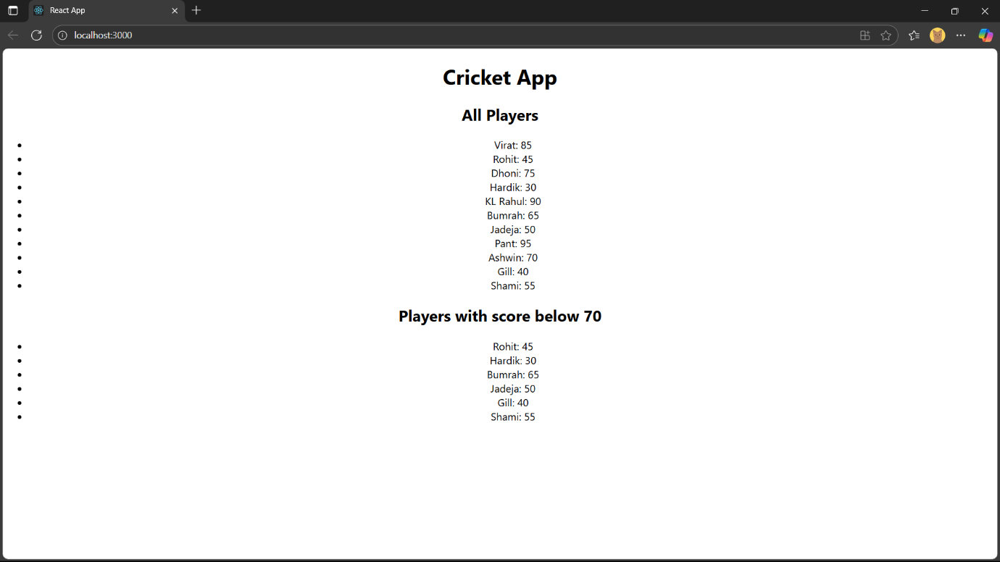 React App
localhost:3000
Cricket App
All Players
Virat: 85
Rohit: 45
Dhoni: 75
Hardik: 30
KL Rahul: 90
Bumrah: 65
Jadeja: 50
Pant: 95
Ashwin: 70
Gill: 40
Shami: 55
Players with score below 70
Rohit: 45
Hardik: 30
Bumrah: 65
Jadeja: 50
Gill: 40
Shami: 55